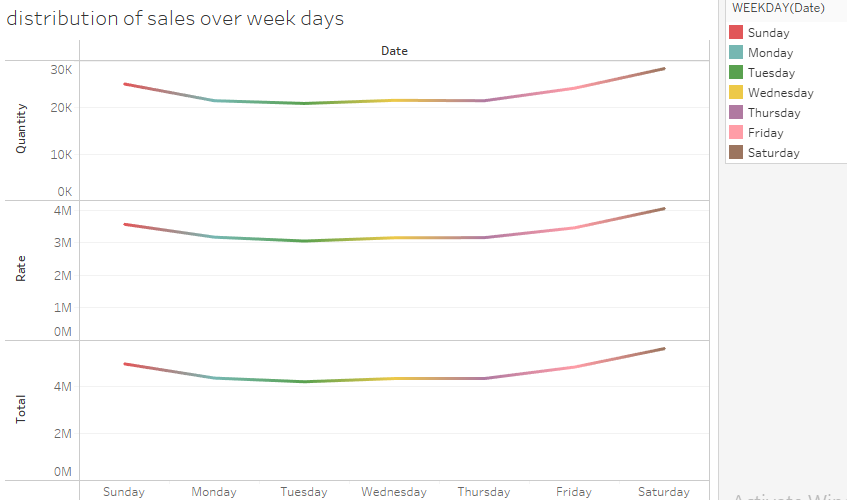 distribution of sales over week days
Date
Quantity
30K
20K
10K
0K
Rate
4M
3M
2M
1M
0M
Total
4M
2M
0M
Sunday Monday Tuesday Wednesday Thursday Friday Saturday
WEEKDAY(Date)
Sunday
Monday
Tuesday
Wednesday
Thursday
Friday
Saturday
Activate Win